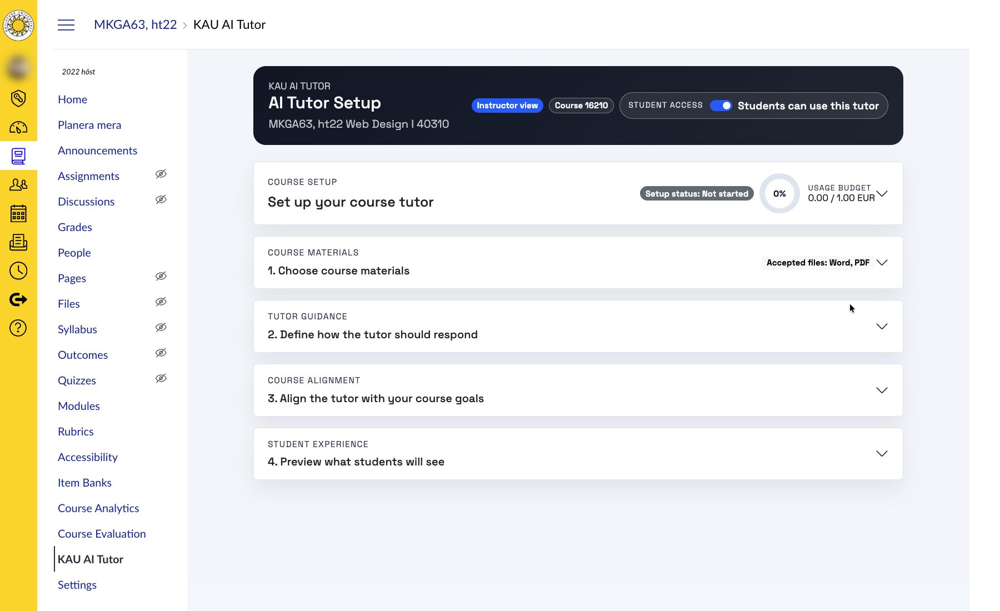 MKGA63, ht22 › KAU AI Tutor
2022 höst
Home
Planera mera
Announcements
Assignments
Discussions
Grades
People
Pages
Files
Syllabus
Outcomes
Quizzes
Modules
Rubrics
Accessibility
Item Banks
Course Analytics
Course Evaluation
KAU AI Tutor
Settings
KAU AI TUTOR
AI Tutor Setup
MKGA63, ht22 Web Design I 40310
Instructor view
Course 16210
STUDENT ACCESS
Students can use this tutor
COURSE SETUP
Set up your course tutor
Setup status: Not started
0%
USAGE BUDGET
0.00 / 1.00 EUR
COURSE MATERIALS
1. Choose course materials
Accepted files: Word, PDF
TUTOR GUIDANCE
2. Define how the tutor should respond
COURSE ALIGNMENT
3. Align the tutor with your course goals
STUDENT EXPERIENCE
4. Preview what students will see